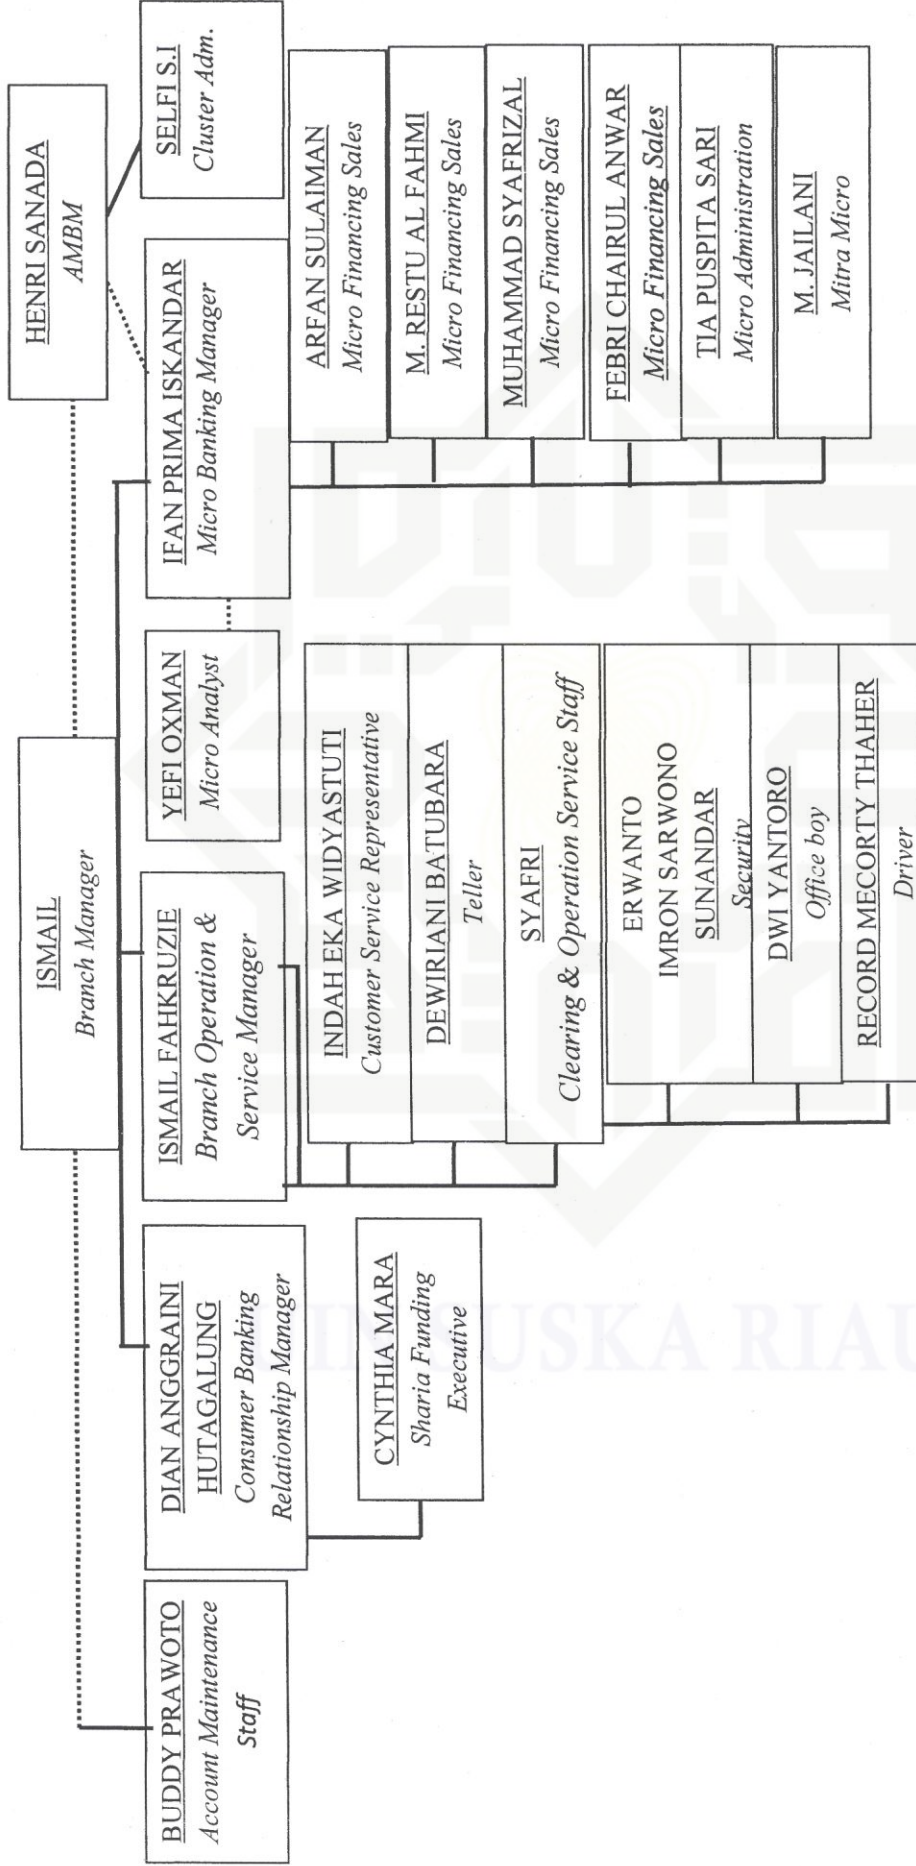 HENRI SANADA
AMBM
ISMAIL
Branch Manager
BUDDY PRAWOTO
Account Maintenance
Staff
DIAN ANGGRAINI
HUTAGALUNG
Consumer Banking
Relationship Manager
CYNTHIA MARA
Sharia Funding
Executive
ISMAIL FAHKRUZIE
Branch Operation &
Service Manager
INDAH EKA WIDYASTUTI
Customer Service Representative
DEWIRIANI BATUBARA
Teller
SYAFRI
Clearing & Operation Service Staff
ERWANTO
IMRON SARWONO
SUNANDAR
Security
DWI YANTORO
Office boy
RECORD MECORTY THAHER
Driver
YEFI OXMAN
Micro Analyst
IFAN PRIMA ISKANDAR
Micro Banking Manager
SELFI S.I
Cluster Adm.
ARFAN SULAIMAN
Micro Financing Sales
M. RESTU AL FAHMI
Micro Financing Sales
MUHAMMAD SYAFRIZAL
Micro Financing Sales
FEBRI CHAIRUL ANWAR
Micro Financing Sales
TIA PUSPITA SARI
Micro Administration
M. JAILANI
Mitra Micro
UIN SUSKA RIAU